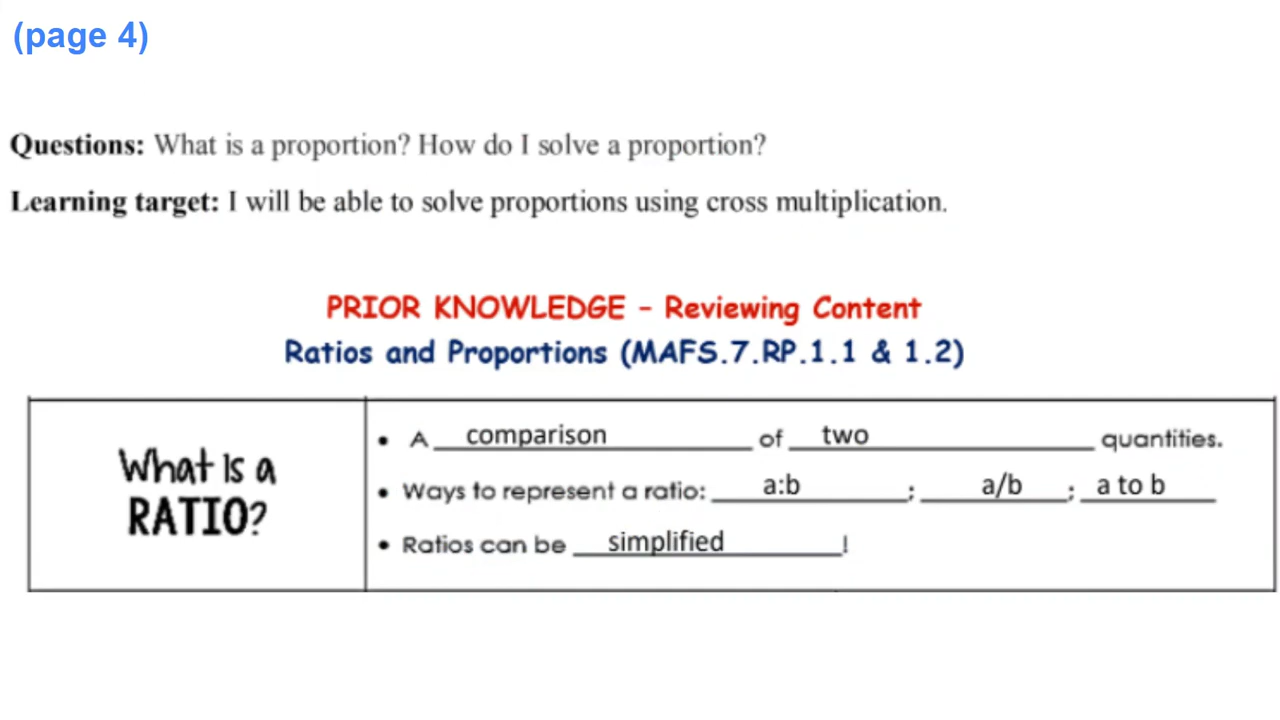 (page 4)
Questions: What is a proportion? How do I solve a proportion?
Learning target: I will be able to solve proportions using cross multiplication.
PRIOR KNOWLEDGE - Reviewing Content
Ratios and Proportions (MAFS.7.RP.1.1 & 1.2)
What is a
RATIO?
• A comparison of two quantities.
• Ways to represent a ratio: a:b ; a/b ; a to b
• Ratios can be simplified !